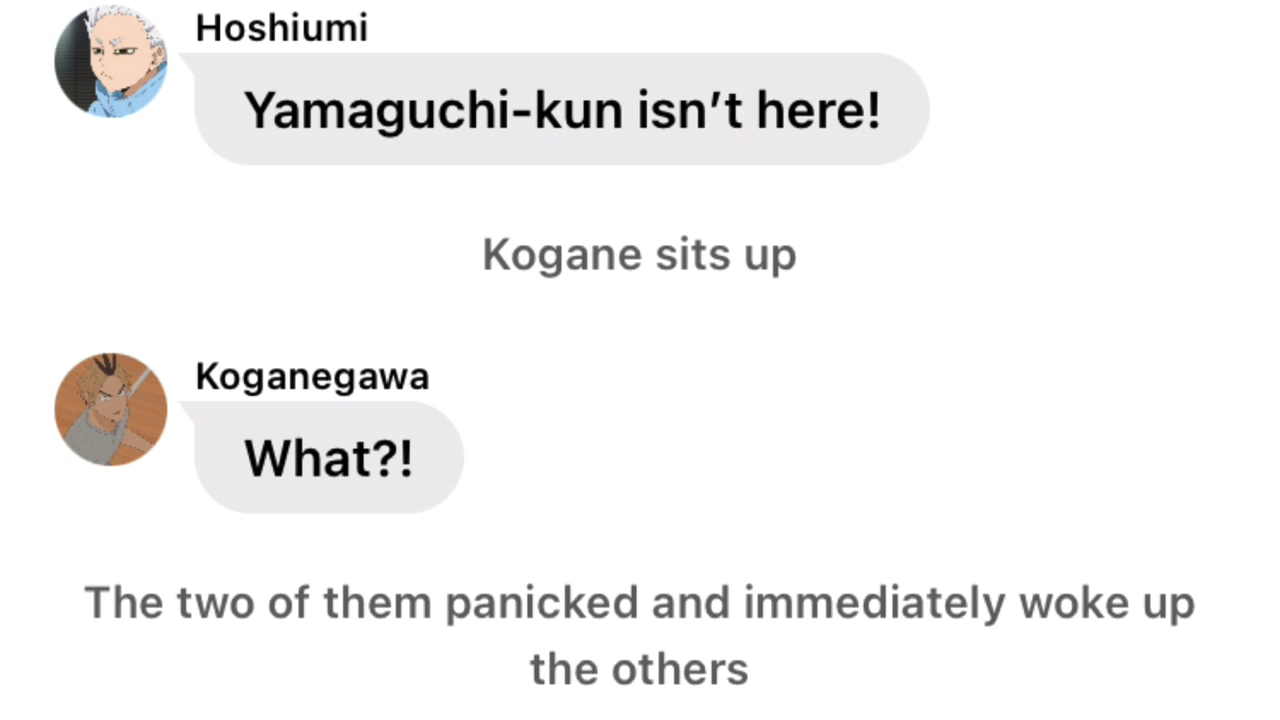 Hoshiumi
Yamaguchi-kun isn’t here!
Kogane sits up
Koganegawa
What?!
The two of them panicked and immediately woke up
the others